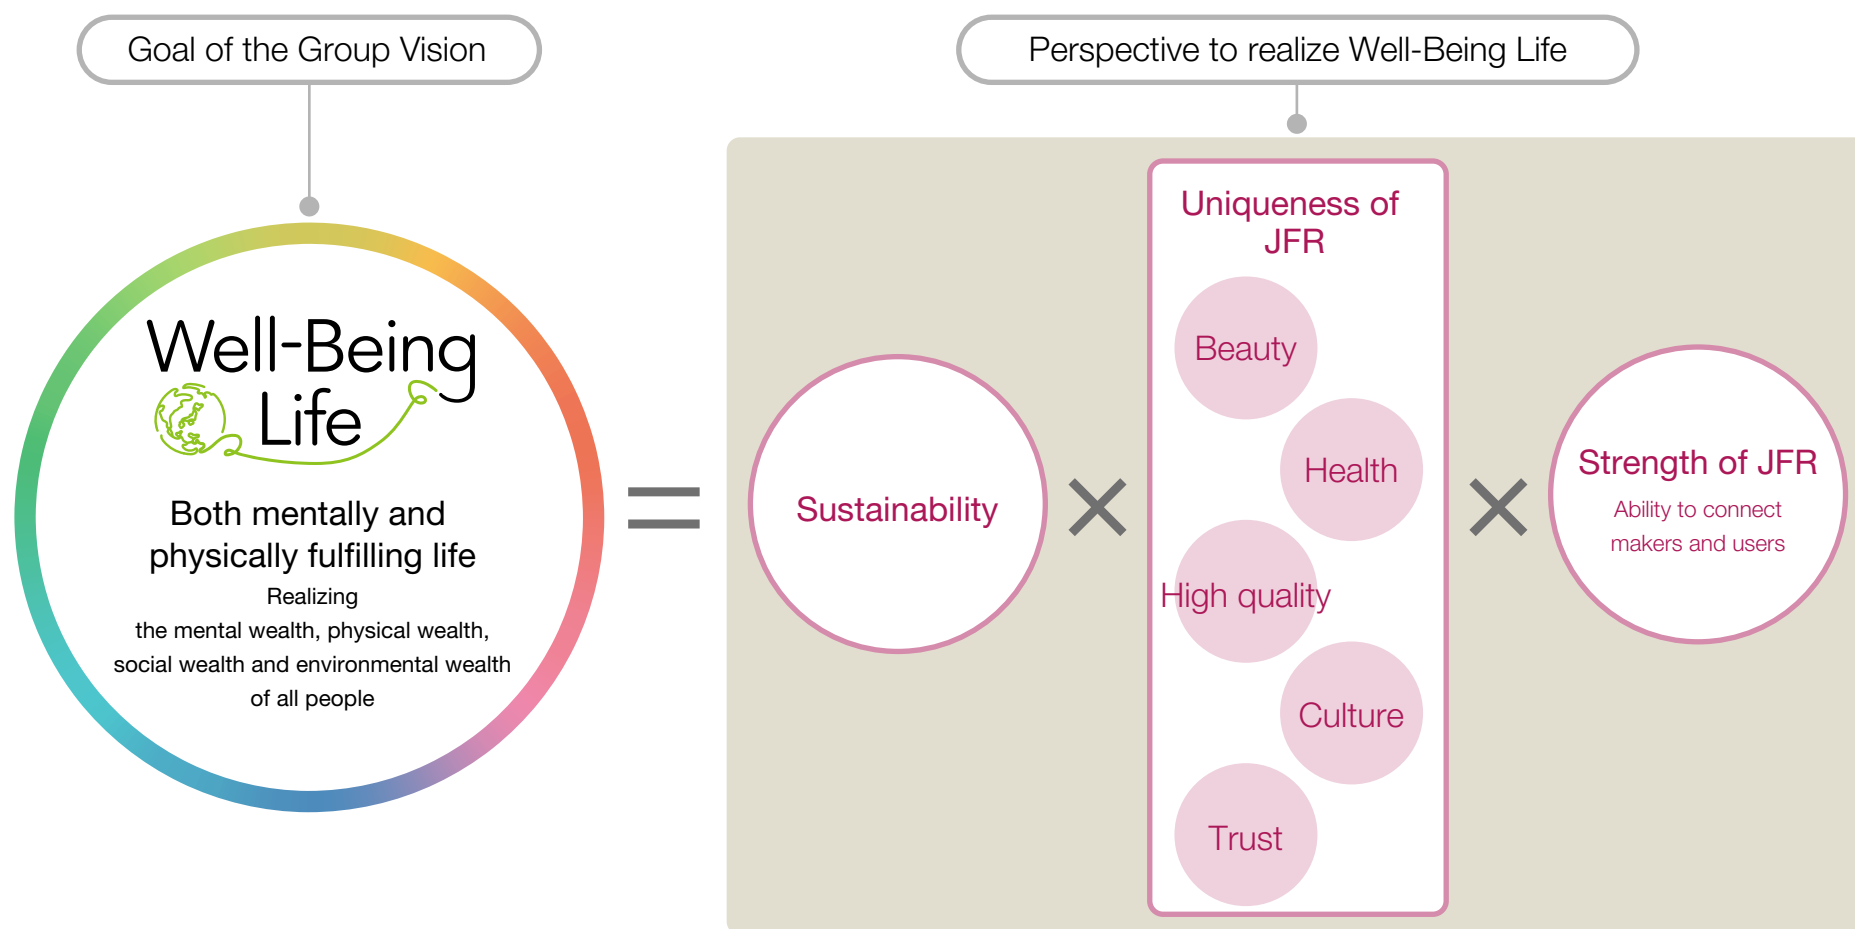 Goal of the Group Vision
Well-Being
Life
Both mentally and
physically fulfilling life
Realizing
the mental wealth, physical wealth,
social wealth and environmental wealth
of all people
=
Perspective to realize Well-Being Life
Sustainability
×
Uniqueness of
JFR
Beauty
Health
High quality
Culture
Trust
×
Strength of JFR
Ability to connect
makers and users